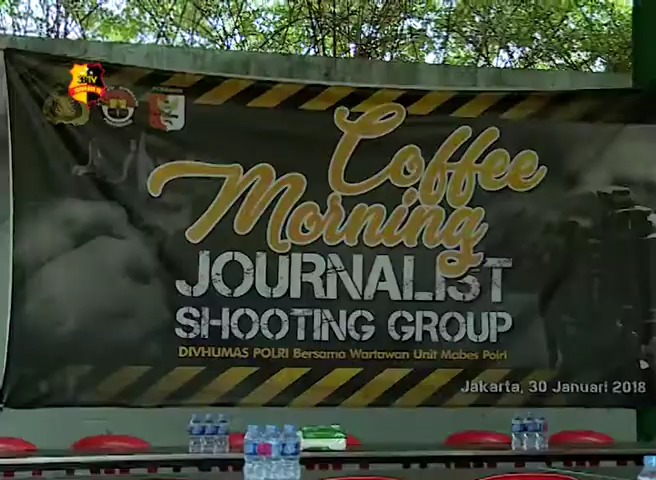 Coffee
Morning
JOURNALIST
SHOOTING GROUP
DIVHUMAS POLRI Bersama Wartawan Unit Mabes Polri
Jakarta, 30 Januari 2018